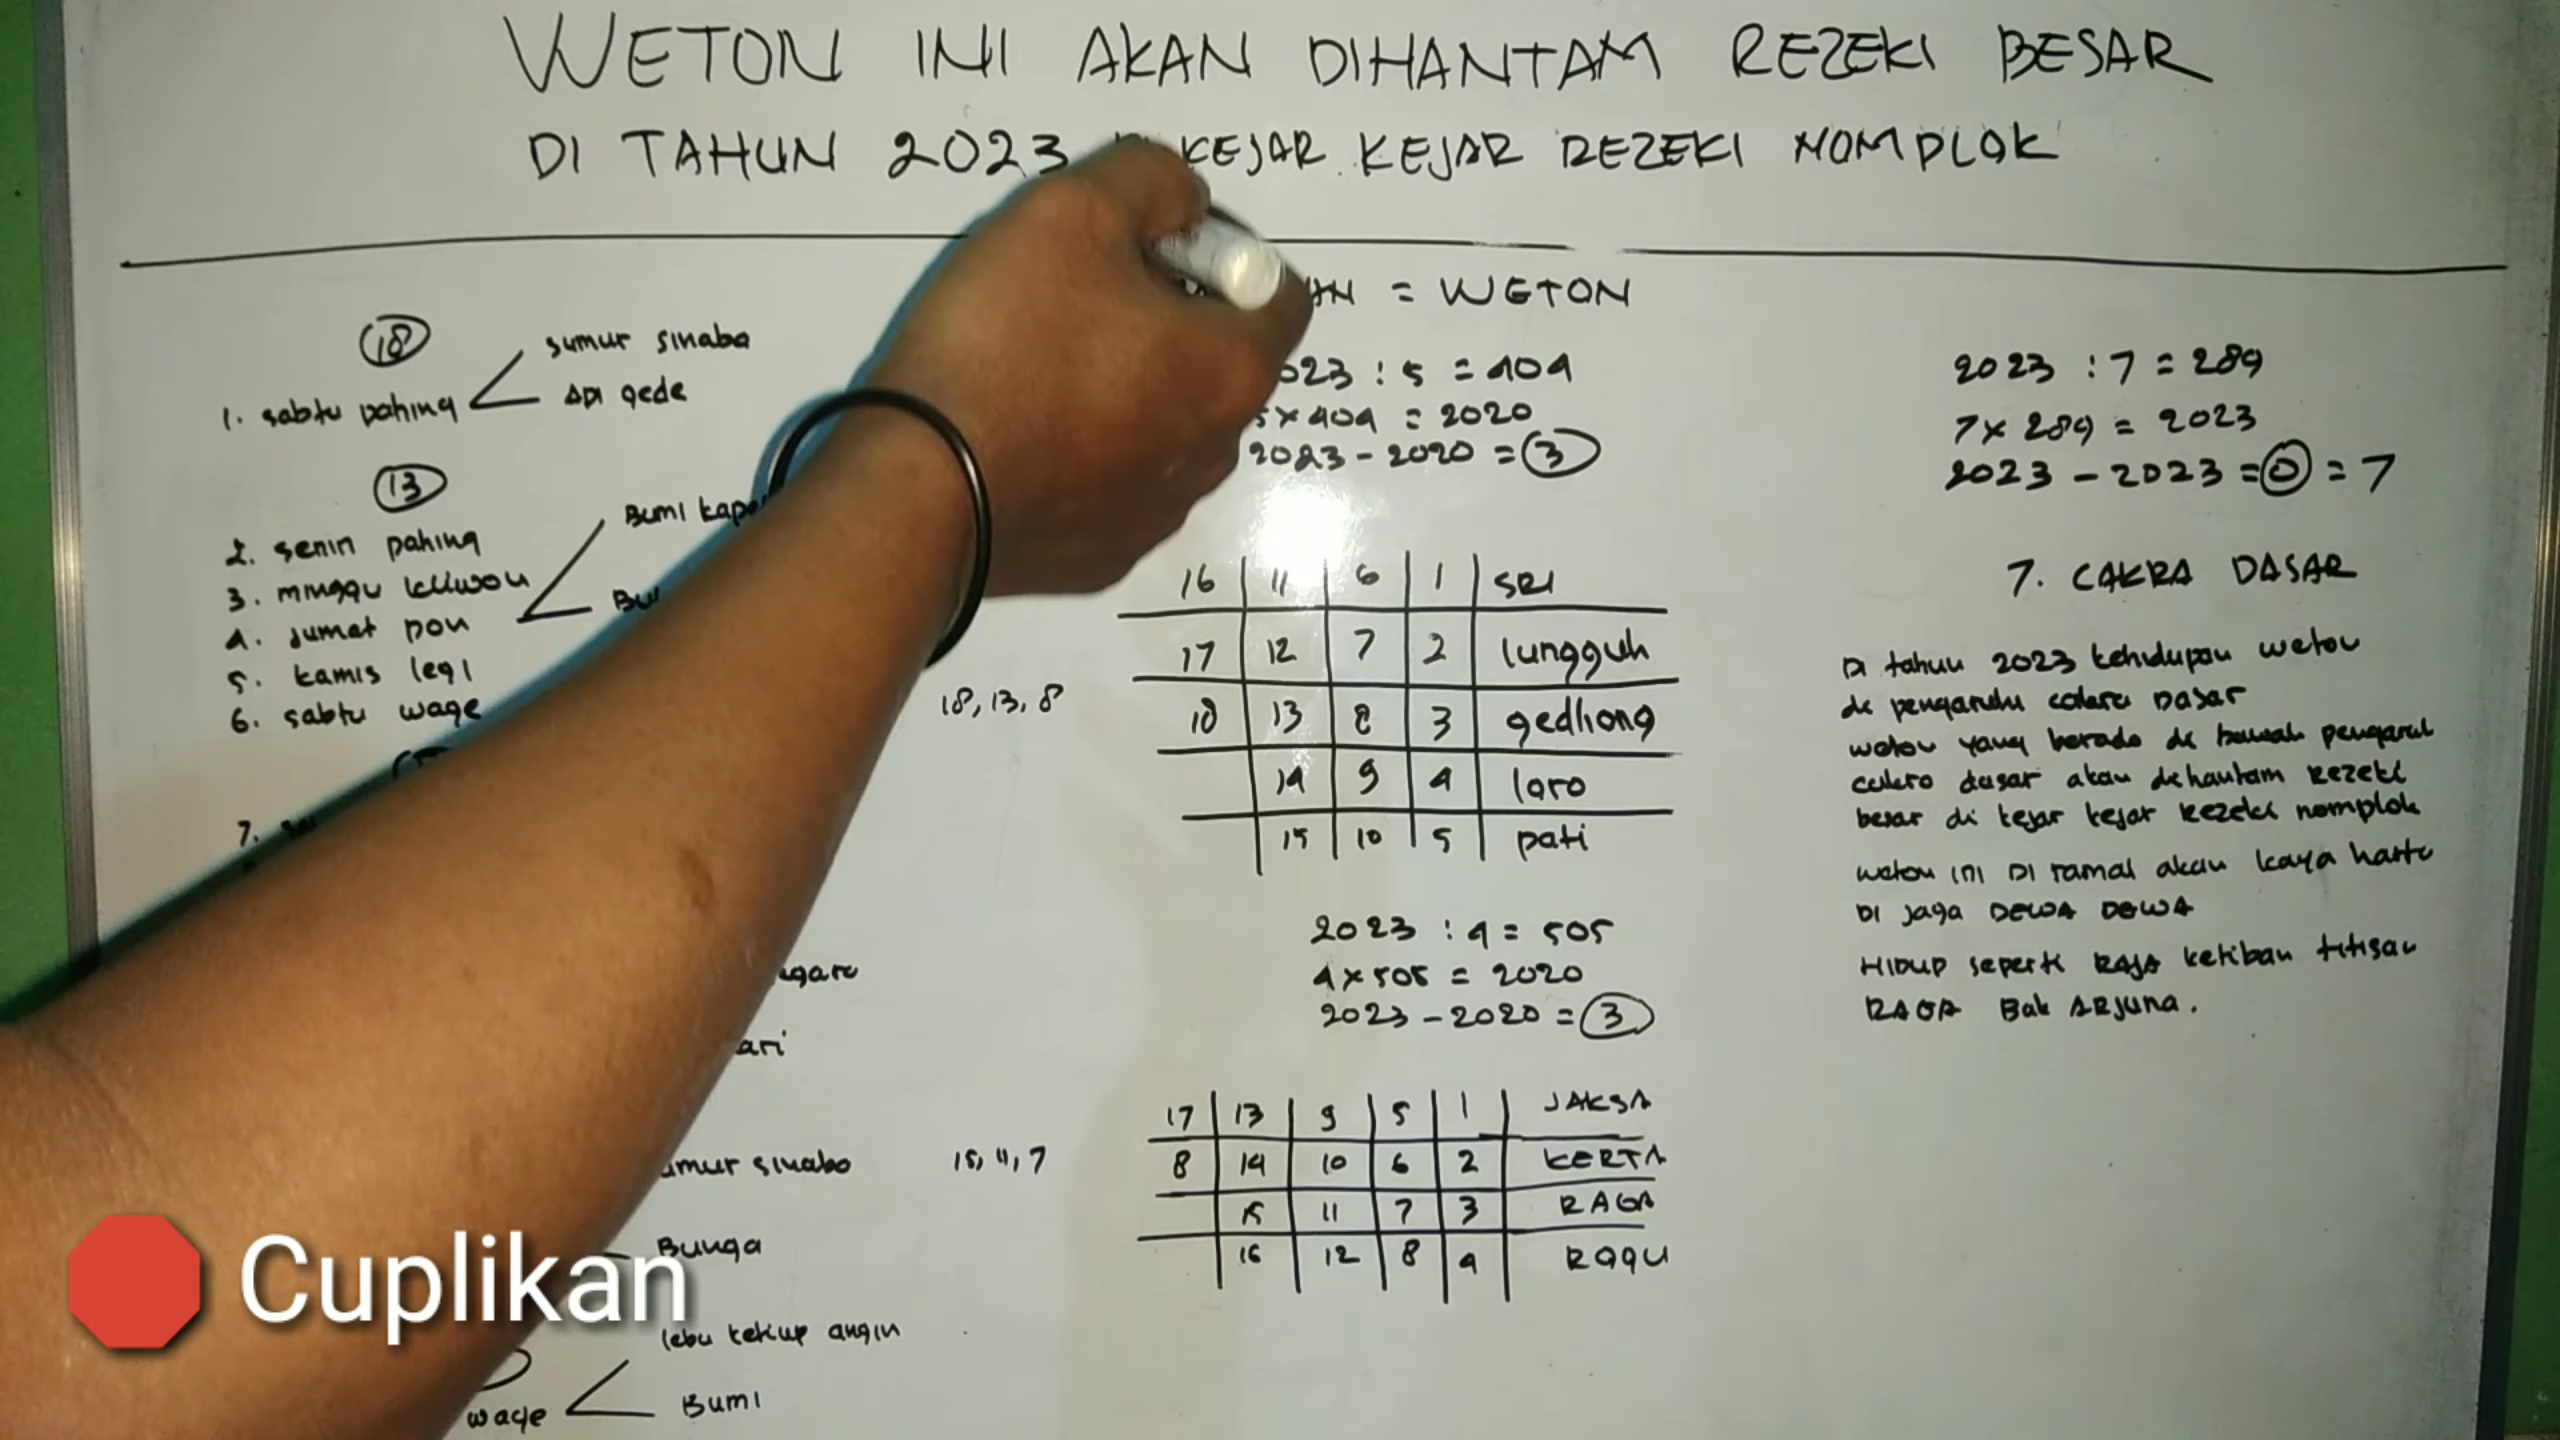 WETON INI AKAN DIHANTAM REZEKI BESAR
DI TAHUN 2023 KEJAR KEJAR REZEKI NOMPLOK
18
1. sabtu pahing
sumur sinaba
API gede
13
2. senin pahing
3. minggu kliwon
4. jumat pon
5. kamis legi
6. sabtu wage
Bumi
7.
18, 13, 8
umur sinabo
15, 11, 7
Bunga
lebu tekiup angin
wage
Bumi
= WETON
023 : 5 = 404
5 x 404 = 2020
2023 - 2020 = 3
16 11 6 1 SRI
17 12 7 2 lungguh
18 13 8 3 gedhong
14 9 4 loro
15 10 5 pati
2023 : 4 = 505
4 x 505 = 2020
2023 - 2020 = 3
17 13 9 5 1 JAKSA
8 14 10 6 2 KERTA
15 11 7 3 RAGA
16 12 8 4 RAGU
2023 : 7 = 289
7 x 289 = 2023
2023 - 2023 = 0 = 7
7. CAKRA DASAR
Di tahun 2023 kehidupan weton
di pengaruhi cakra Dasar
weton yang berada di bawah pengaruh
cakra dasar akan dihantam Rezeki
besar di kejar kejar Rezeki nomplok
weton ini Di ramal akan kaya harta
Di jaga DEWA DEWA
HIDUP seperti RAJA ketiban titisan
RAGA Bak ARJUNA.
Cuplikan